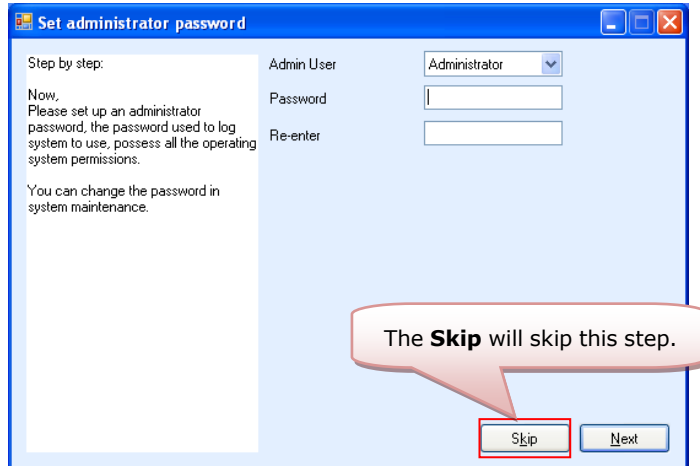 Set administrator password
Step by step:
Now,
Please set up an administrator
password, the password used to log
system to use, possess all the operating
system permissions.
You can change the password in
system maintenance.
Admin User
Administrator
Password
Re-enter
The Skip will skip this step.
Skip
Next